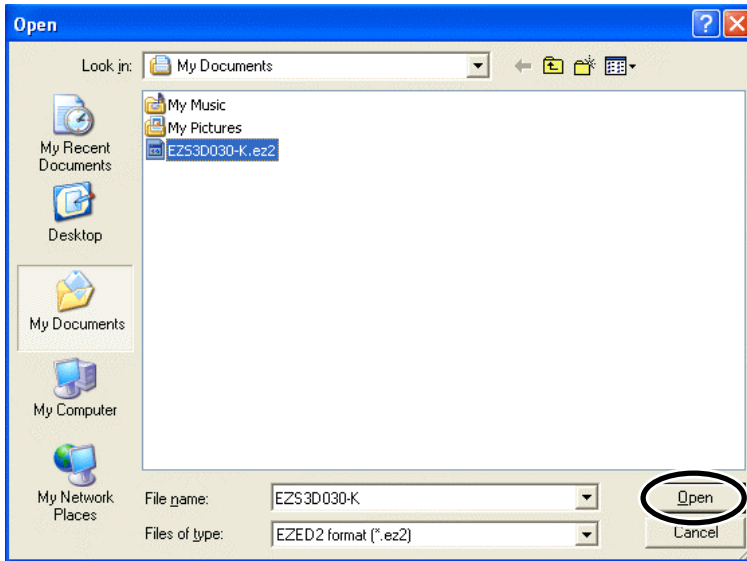 Open
Look in: My Documents
My Music
My Pictures
EZS3D030-K.ez2
My Recent
Documents
Desktop
My Documents
My Computer
My Network
Places
File name: EZS3D030-K Open
Files of type: EZED2 format (*.ez2) Cancel